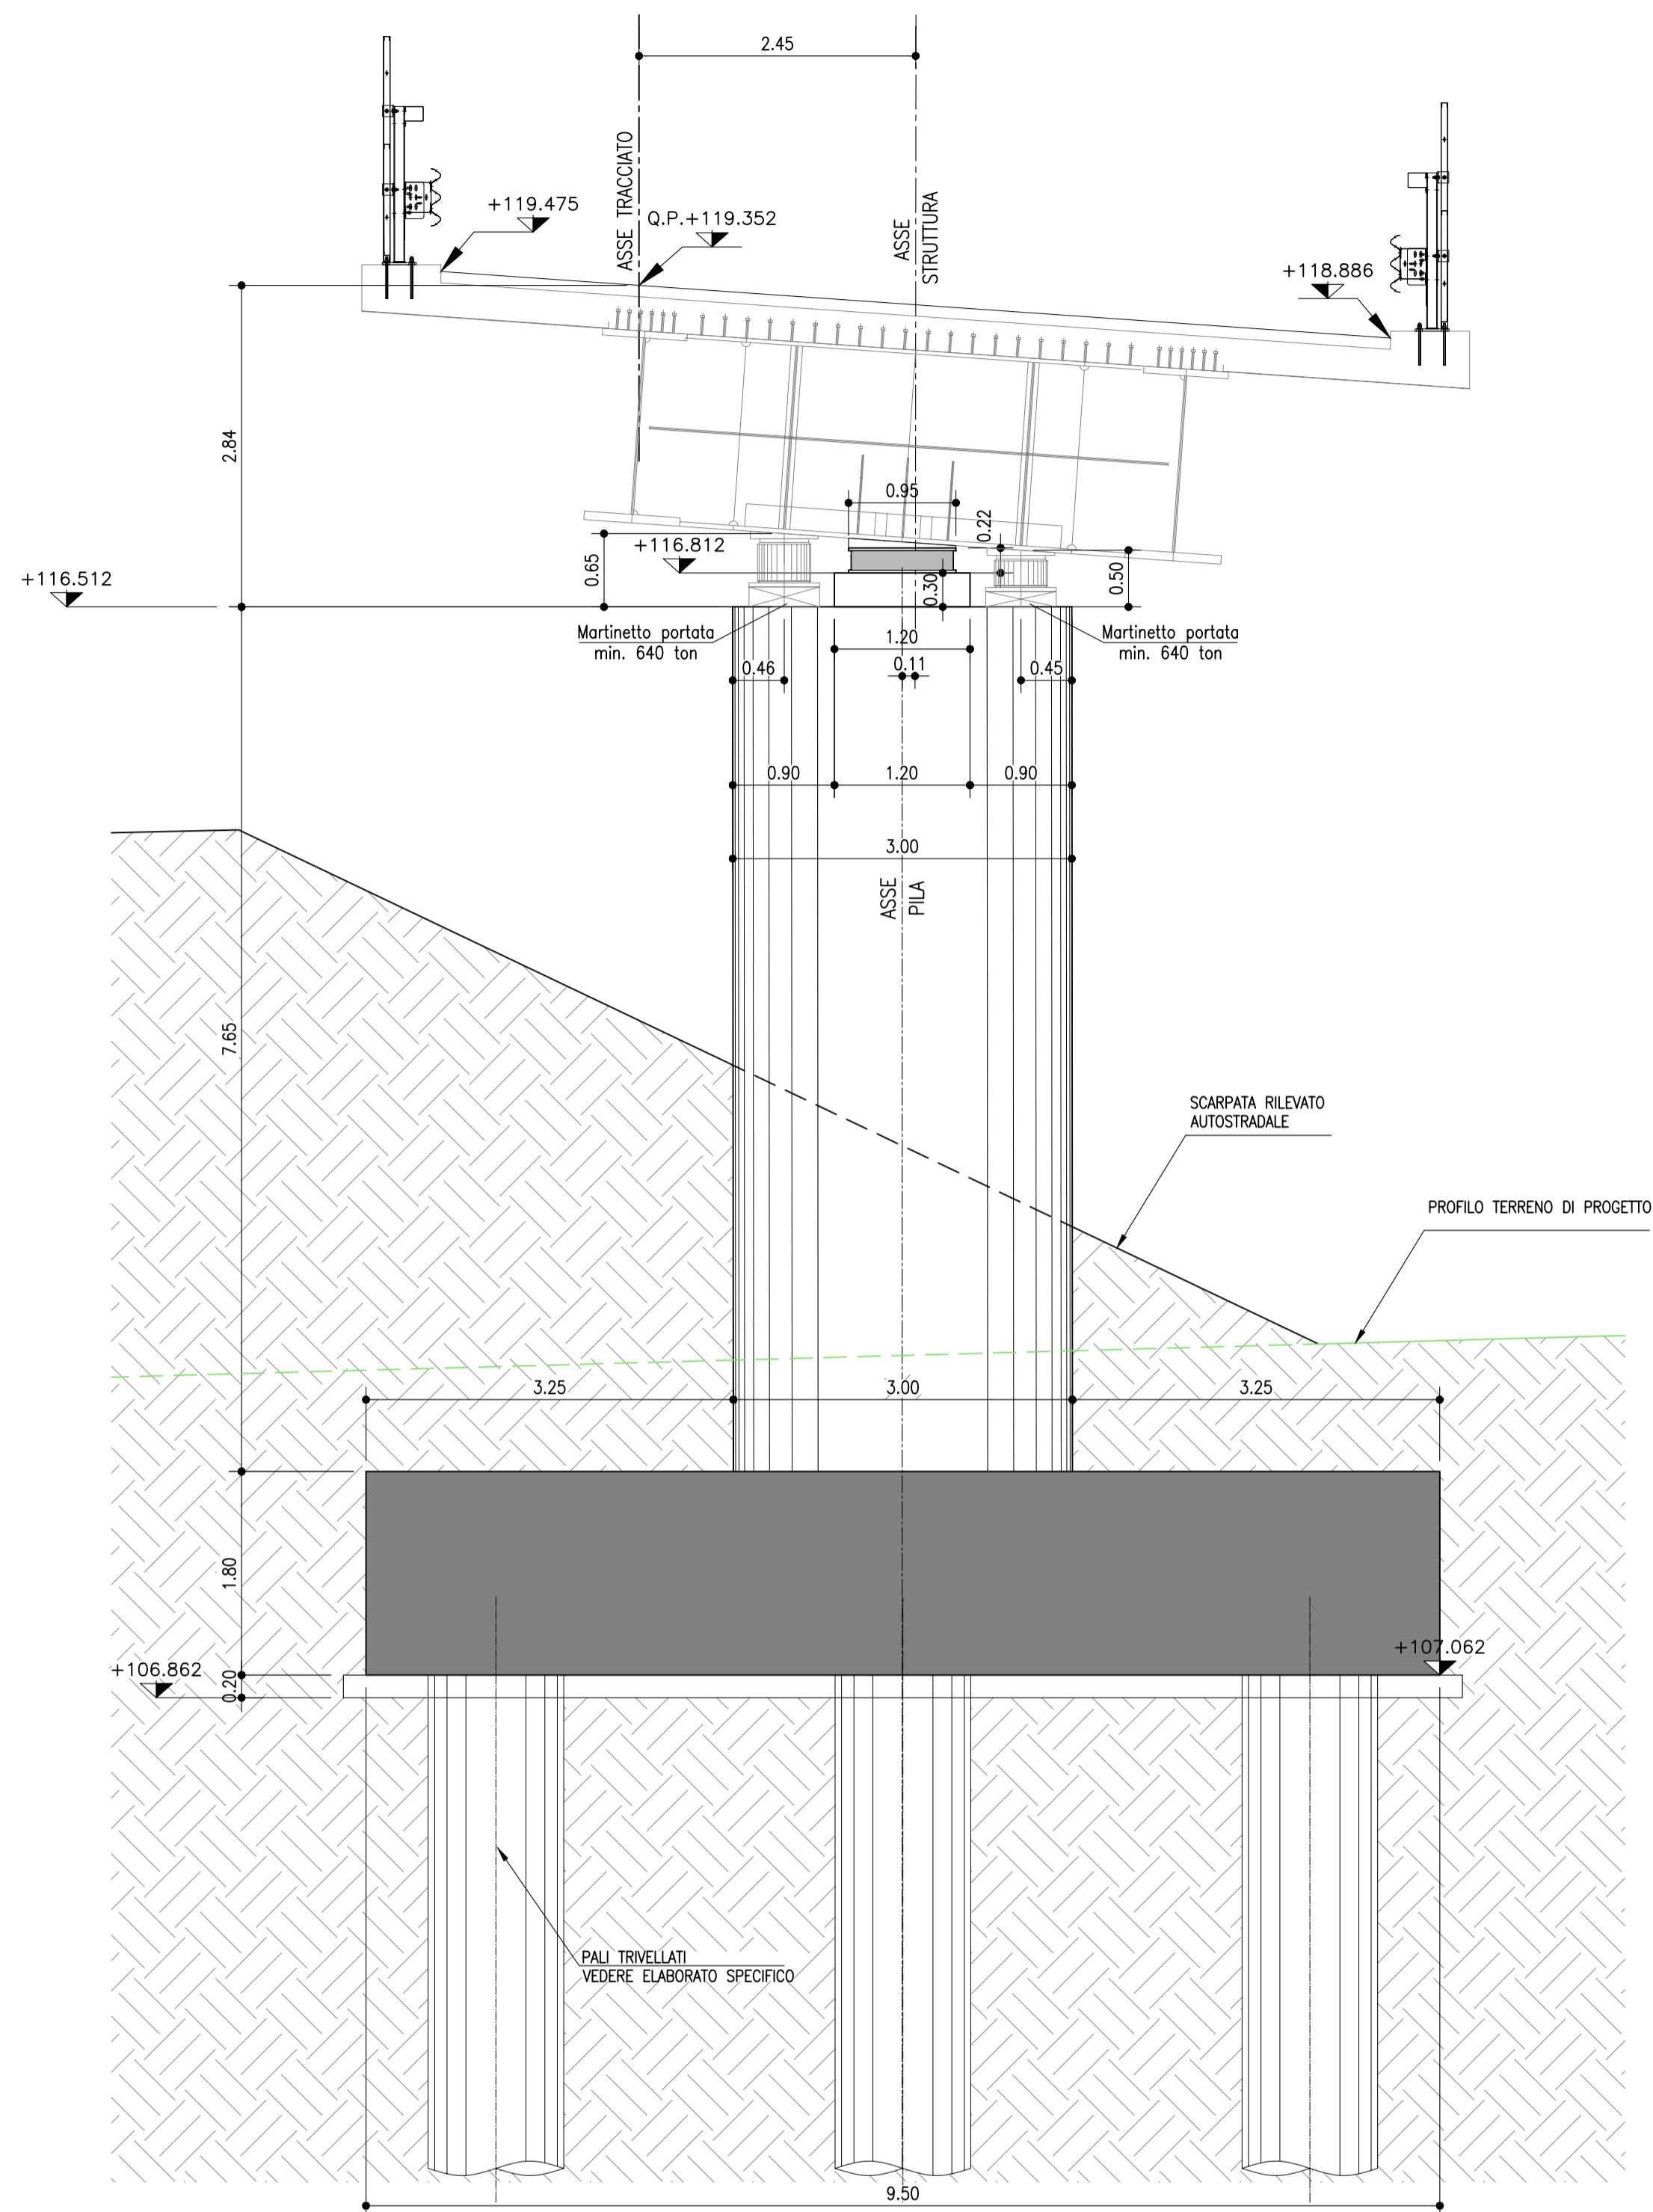 2.45
ASSE TRACCIATO
ASSE
STRUTTURA
+119.475
Q.P.+119.352
+118.886
2.84
0.95
0.22
+116.812
0.65
0.50
+116.512
0.30
Martinetto portata
min. 640 ton
Martinetto portata
min. 640 ton
1.20
0.46
0.11
0.45
0.90
1.20
0.90
3.00
ASSE
PILA
7.65
SCARPATA RILEVATO
AUTOSTRADALE
PROFILO TERRENO DI PROGETTO
3.25
3.00
3.25
1.80
+107.062
+106.862
0.20
PALI TRIVELLATI
VEDERE ELABORATO SPECIFICO
9.50